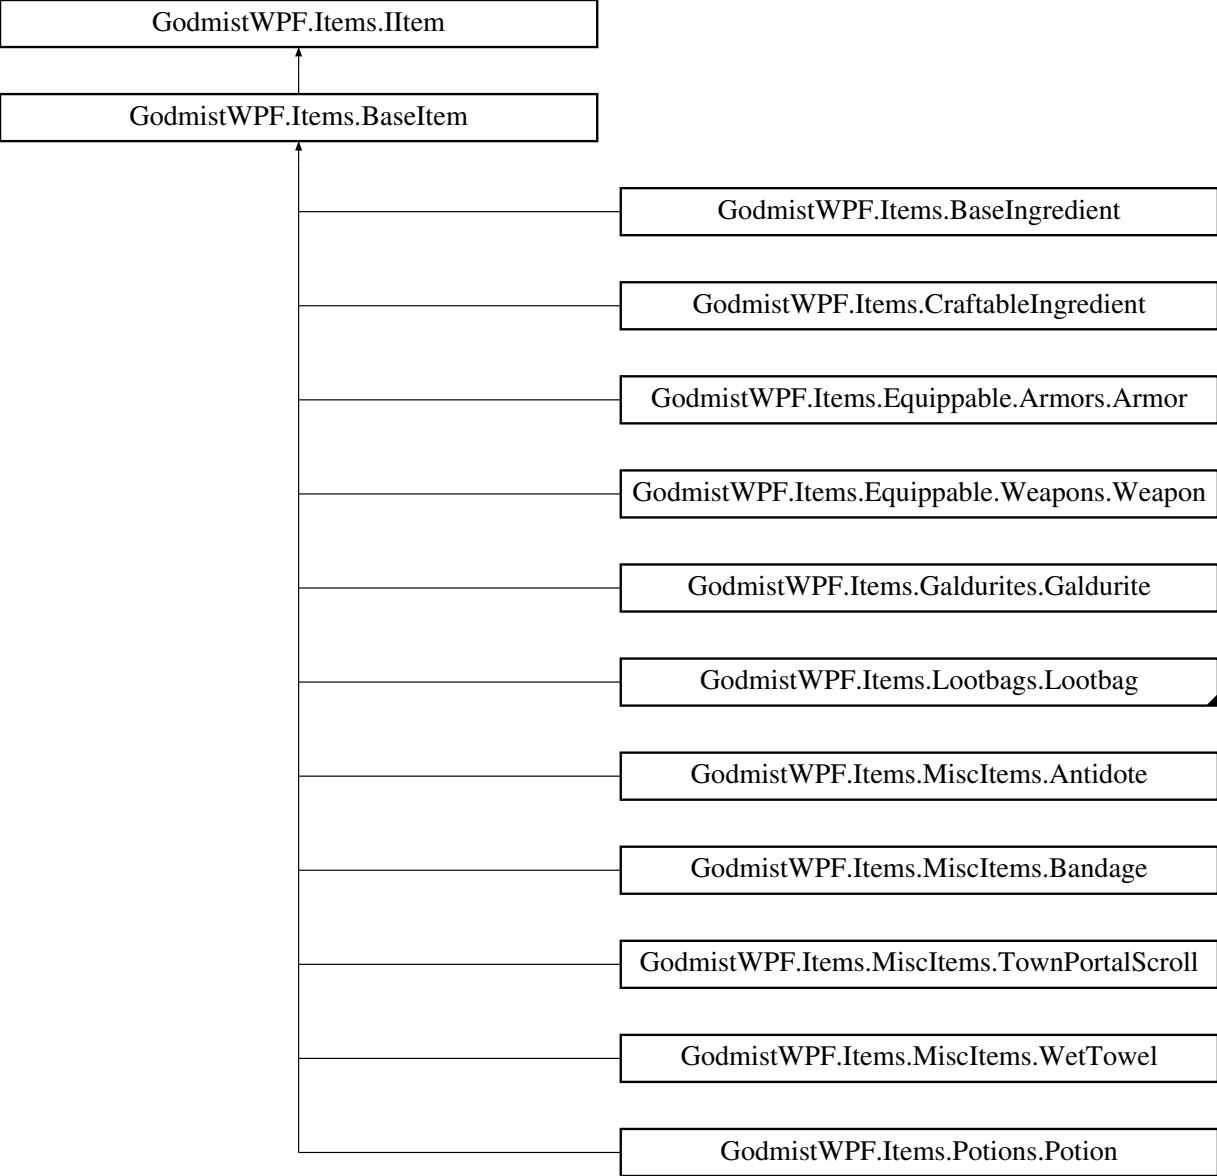 GodmistWPF.Items.IItem
GodmistWPF.Items.BaseItem
GodmistWPF.Items.BaseIngredient
GodmistWPF.Items.CraftableIngredient
GodmistWPF.Items.Equippable.Armors.Armor
GodmistWPF.Items.Equippable.Weapons.Weapon
GodmistWPF.Items.Galdurites.Galdurite
GodmistWPF.Items.Lootbags.Lootbag
GodmistWPF.Items.MiscItems.Antidote
GodmistWPF.Items.MiscItems.Bandage
GodmistWPF.Items.MiscItems.TownPortalScroll
GodmistWPF.Items.MiscItems.WetTowel
GodmistWPF.Items.Potions.Potion